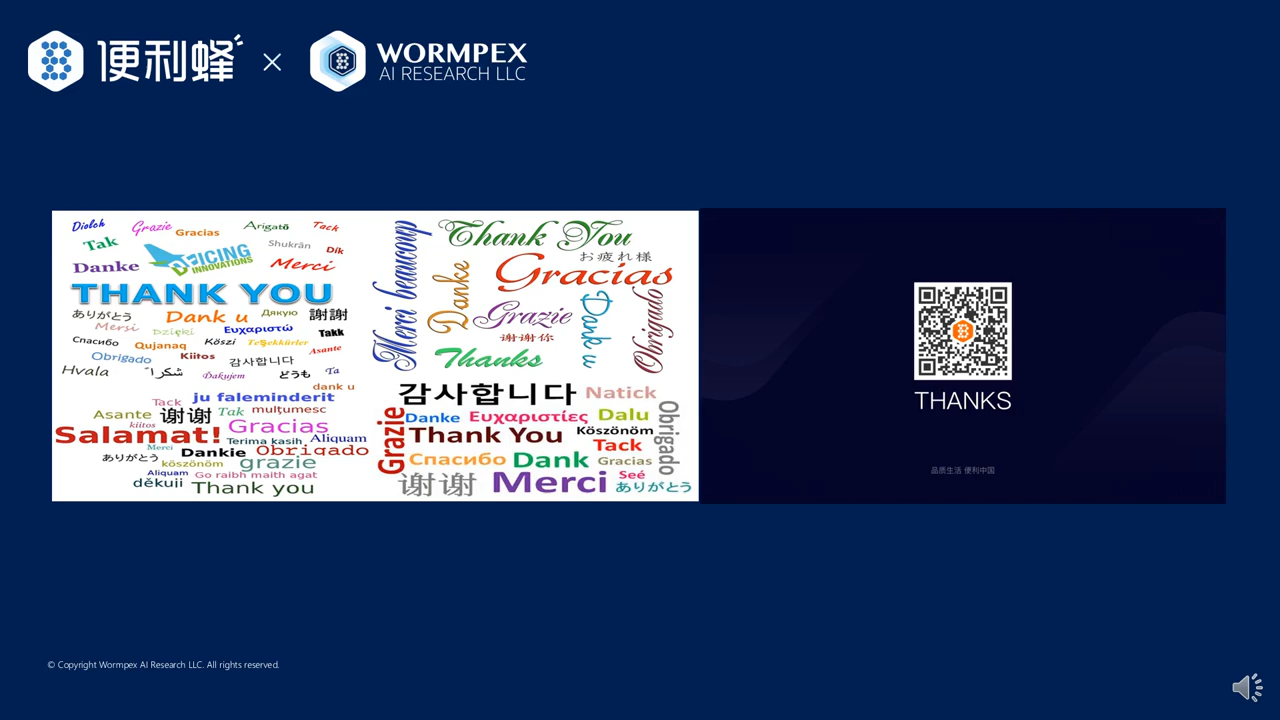 便利蜂 × WORMPEX
AI RESEARCH LLC
Diolch Grazie Gracias Arigatō Tack
Tak Shukrān Dík
DEICING INNOVATIONS
Danke Merci
THANK YOU
ありがとう Dank u Дякую 謝謝
Mersi Dzięki Ευχαριστώ Takk
Спасибо Qujanaq Köszi Teşekkürler
Asante
Obrigado Kiitos 감사합니다
Hvala شكراً Ďakujem どうも Ta
dank u
ju faleminderit
Tack
Asante 谢谢 Tak mulţumesc
kiitos Gracias
Salamat! Terima kasih Aliquam
Merci Dankie Obrigado
ありがとう köszönöm grazie
Aliquam Go raibh maith agat
děkuji Thank you
Merci beaucoup
Thank You
お疲れ様
Danke Gracias
Grazie Dank u Obrigado
谢谢你
Thanks
감사합니다 Natick
Grazie Danke Ευχαριστίες Dalu Obrigado
Thank You Köszönöm
Tack
Спасибо Dank Gracias
Seé
谢谢 Merci ありがとう
THANKS
品质生活 便利中国
© Copyright Wormpex AI Research LLC. All rights reserved.